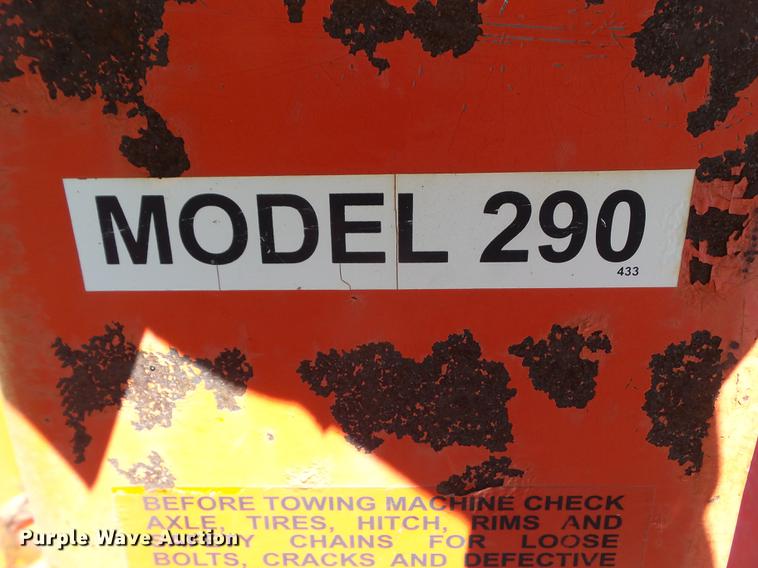 MODEL 290
433
BEFORE TOWING MACHINE CHECK
AXLE, TIRES, HITCH, RIMS AND
CHAINS FOR LOOSE
BOLTS, CRACKS AND DEFECTIVE
Purple Wave Auction